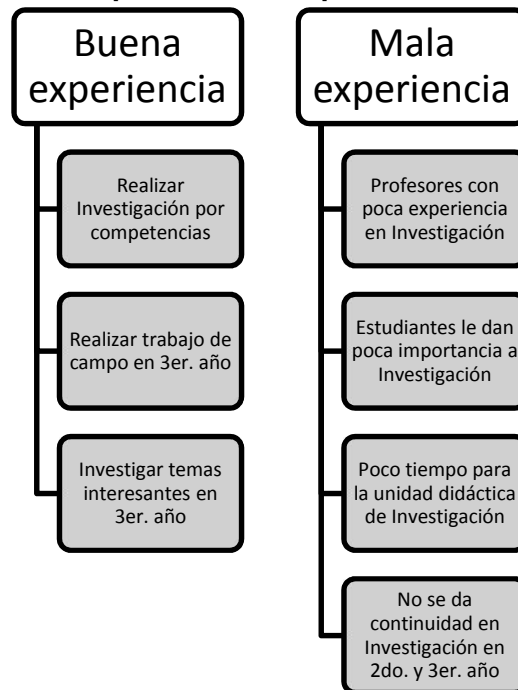 Buena
experiencia
Realizar
Investigación por
competencias
Realizar trabajo de
campo en 3er. año
Investigar temas
interesantes en
3er. año
Mala
experiencia
Profesores con
poca experiencia
en Investigación
Estudiantes le dan
poca importancia a
Investigación
Poco tiempo para
la unidad didáctica
de Investigación
No se da
continuidad en
Investigación en
2do. y 3er. año